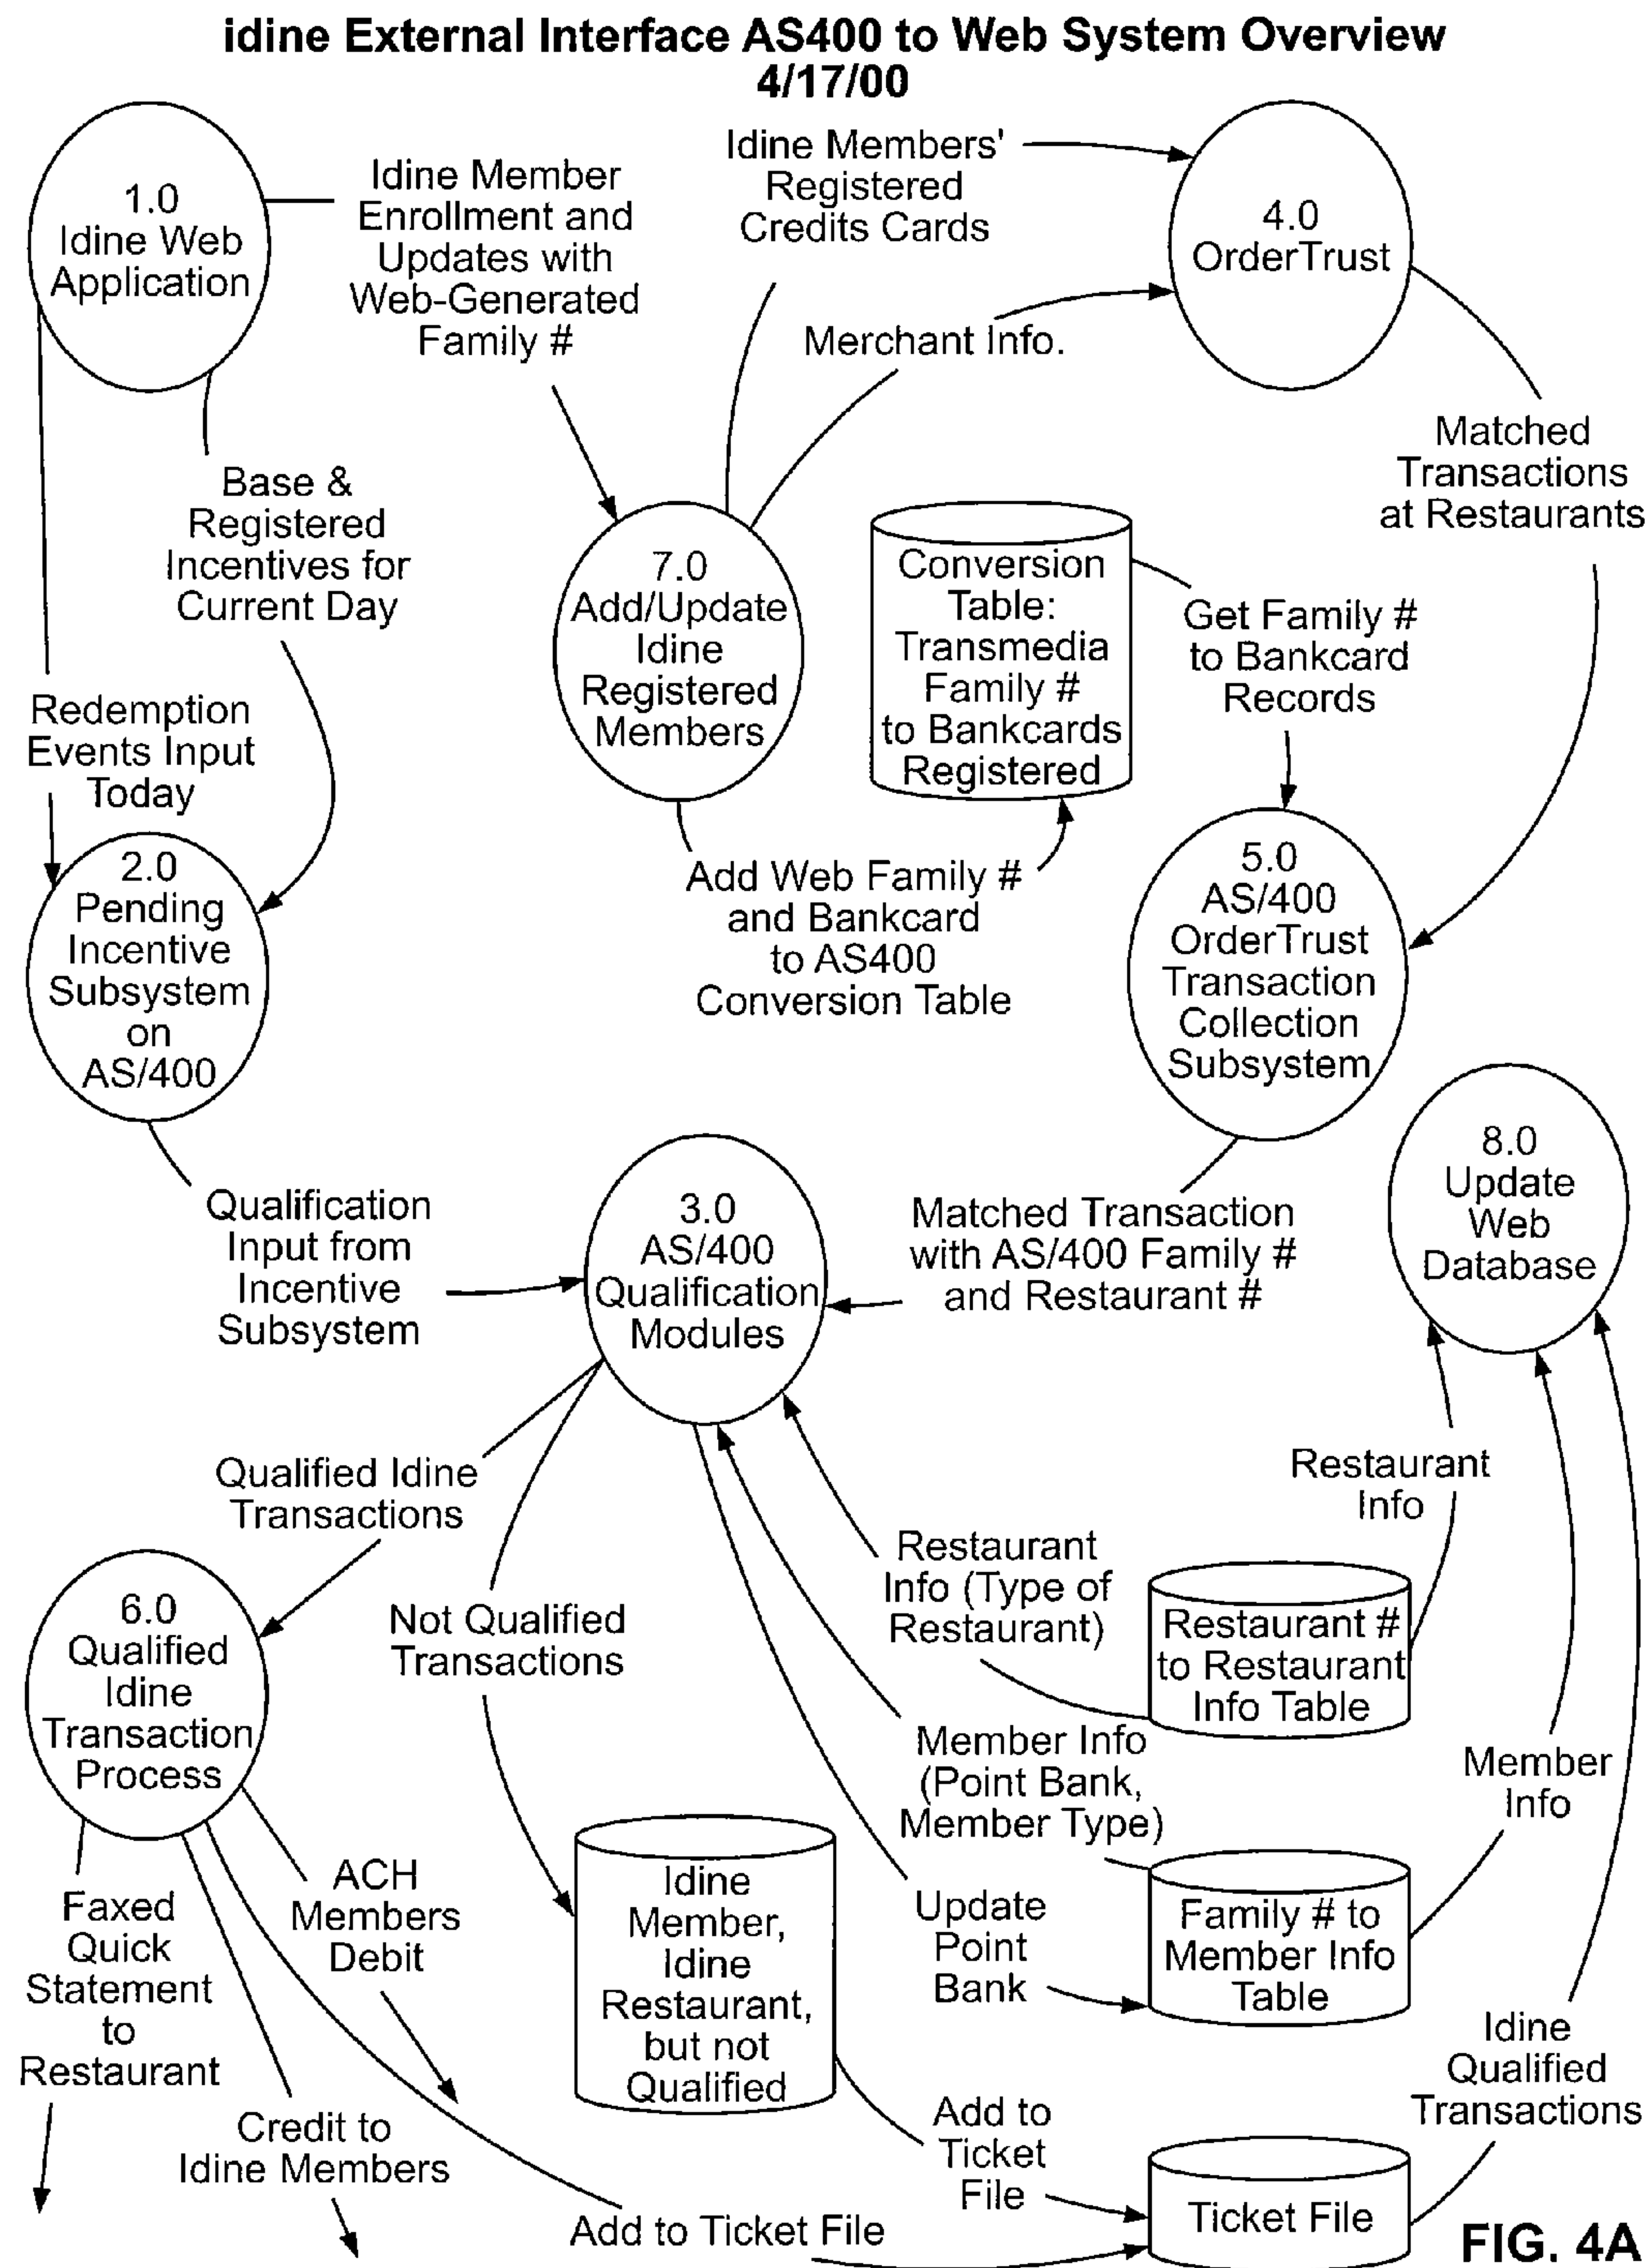 idine External Interface AS400 to Web System Overview
4/17/00
1.0
Idine Web
Application
Idine Member
Enrollment and
Updates with
Web-Generated
Family #
Idine Members'
Registered
Credits Cards
4.0
OrderTrust
Merchant Info.
Matched
Transactions
at Restaurants
Base &
Registered
Incentives for
Current Day
7.0
Add/Update
Idine
Registered
Members
Conversion
Table:
Transmedia
Family #
to Bankcards
Registered
Get Family #
to Bankcard
Records
Redemption
Events Input
Today
2.0
Pending
Incentive
Subsystem
on
AS/400
Add Web Family #
and Bankcard
to AS400
Conversion Table
5.0
AS/400
OrderTrust
Transaction
Collection
Subsystem
8.0
Update
Web
Database
Qualification
Input from
Incentive
Subsystem
3.0
AS/400
Qualification
Modules
Matched Transaction
with AS/400 Family #
and Restaurant #
Qualified Idine
Transactions
Restaurant
Info
Restaurant
Info (Type of
Restaurant)
Restaurant #
to Restaurant
Info Table
6.0
Qualified
Idine
Transaction
Process
Not Qualified
Transactions
Member Info
(Point Bank,
Member Type)
Member
Info
Faxed
Quick
Statement
to
Restaurant
ACH
Members
Debit
Idine
Member,
Idine
Restaurant,
but not
Qualified
Update
Point
Bank
Family # to
Member Info
Table
Idine
Qualified
Transactions
Credit to
Idine Members
Add to
Ticket
File
Add to Ticket File
Ticket File
FIG. 4A